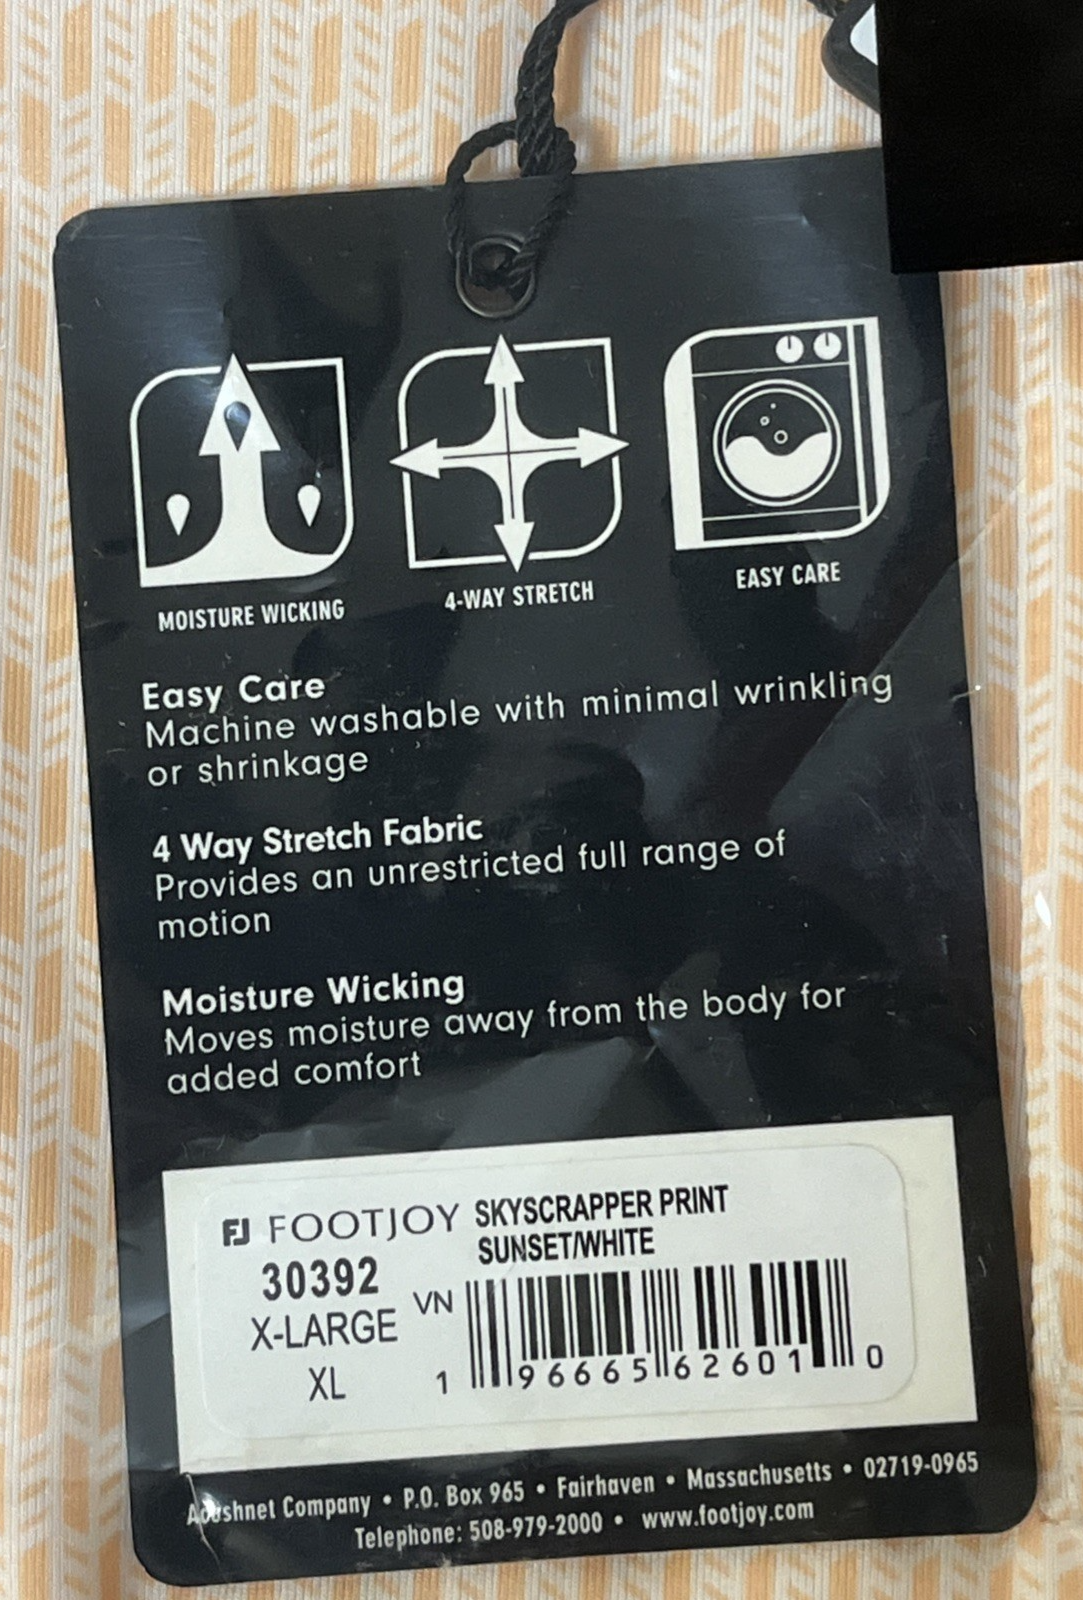 MOISTURE WICKING
4-WAY STRETCH
EASY CARE
Easy Care
Machine washable with minimal wrinkling
or shrinkage
4 Way Stretch Fabric
Provides an unrestricted full range of
motion
Moisture Wicking
Moves moisture away from the body for
added comfort
FJ FOOTJOY SKYSCRAPPER PRINT
SUNSET/WHITE
30392
X-LARGE VN
XL
1 96665 62601 0
Acushnet Company • P.O. Box 965 • Fairhaven • Massachusetts • 02719-0965
Telephone: 508-979-2000 • www.footjoy.com